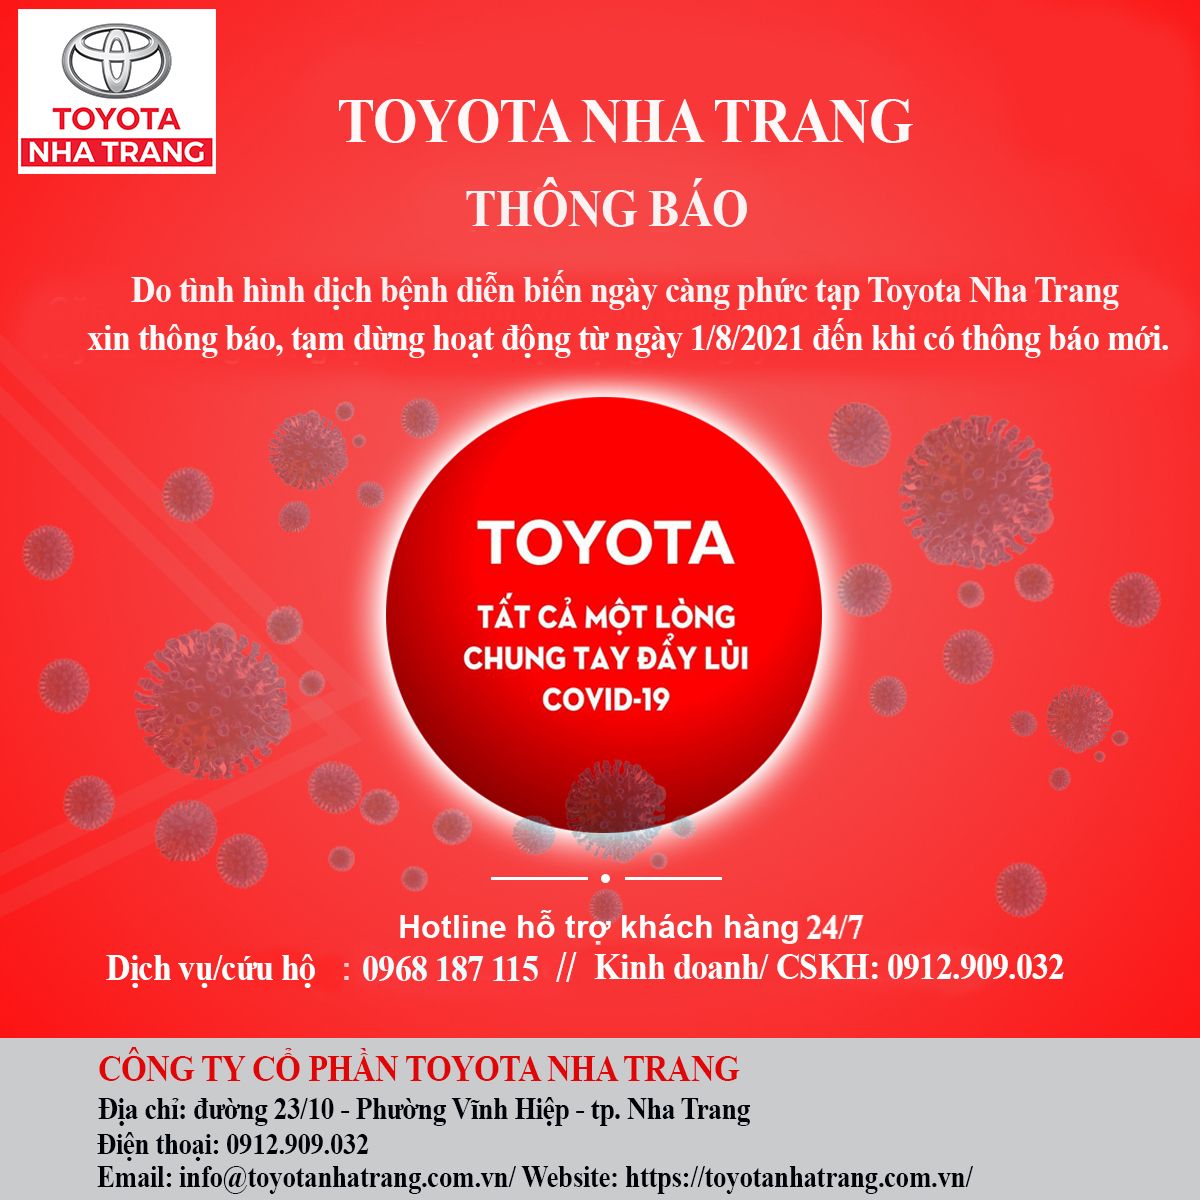 TOYOTA
NHA TRANG
TOYOTA NHA TRANG
THÔNG BÁO
Do tình hình dịch bệnh diễn biến ngày càng phức tạp Toyota Nha Trang
xin thông báo, tạm dừng hoạt động từ ngày 1/8/2021 đến khi có thông báo mới.
TOYOTA
TẤT CẢ MỘT LÒNG
CHUNG TAY ĐẨY LÙI
COVID-19
Hotline hỗ trợ khách hàng 24/7
Dịch vụ/cứu hộ : 0968 187 115 // Kinh doanh/ CSKH: 0912.909.032
CÔNG TY CỔ PHẦN TOYOTA NHA TRANG
Địa chỉ: đường 23/10 - Phường Vĩnh Hiệp - tp. Nha Trang
Điện thoại: 0912.909.032
Email: info@toyotanhatrang.com.vn/ Website: https://toyotanhatrang.com.vn/